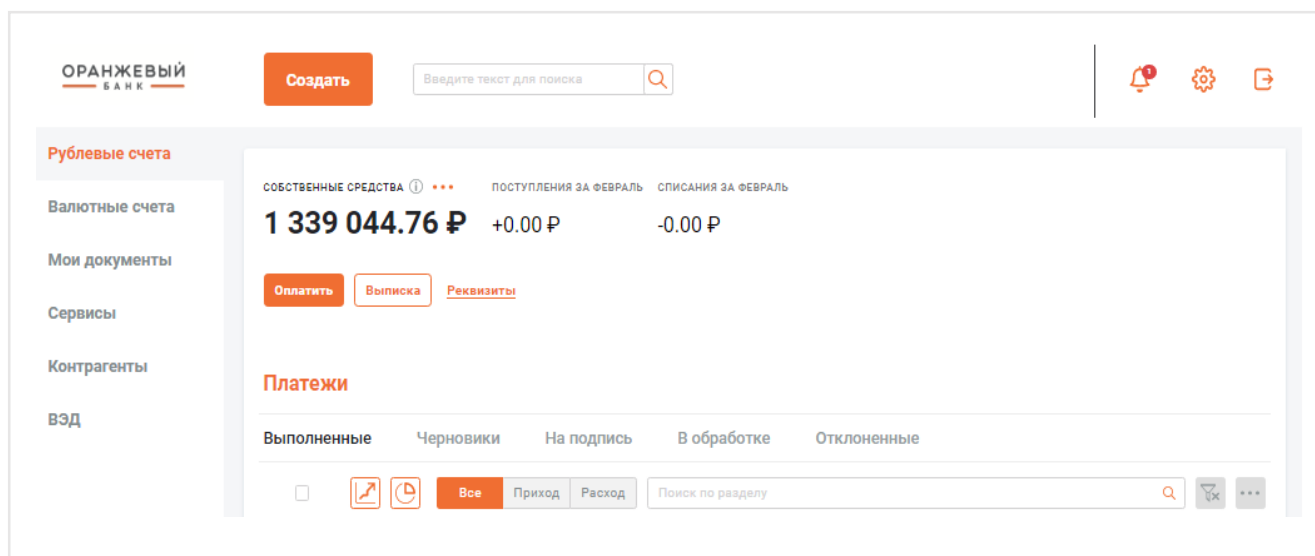 ОРАНЖЕВЫЙ
БАНК
Создать
Введите текст для поиска
1
Рублевые счета
Валютные счета
Мои документы
Сервисы
Контрагенты
ВЭД
СОБСТВЕННЫЕ СРЕДСТВА
ПОСТУПЛЕНИЯ ЗА ФЕВРАЛЬ
СПИСАНИЯ ЗА ФЕВРАЛЬ
1 339 044.76 ₽
+0.00 ₽
-0.00 ₽
Оплатить
Выписка
Реквизиты
Платежи
Выполненные
Черновики
На подпись
В обработке
Отклоненные
Все
Приход
Расход
Поиск по разделу